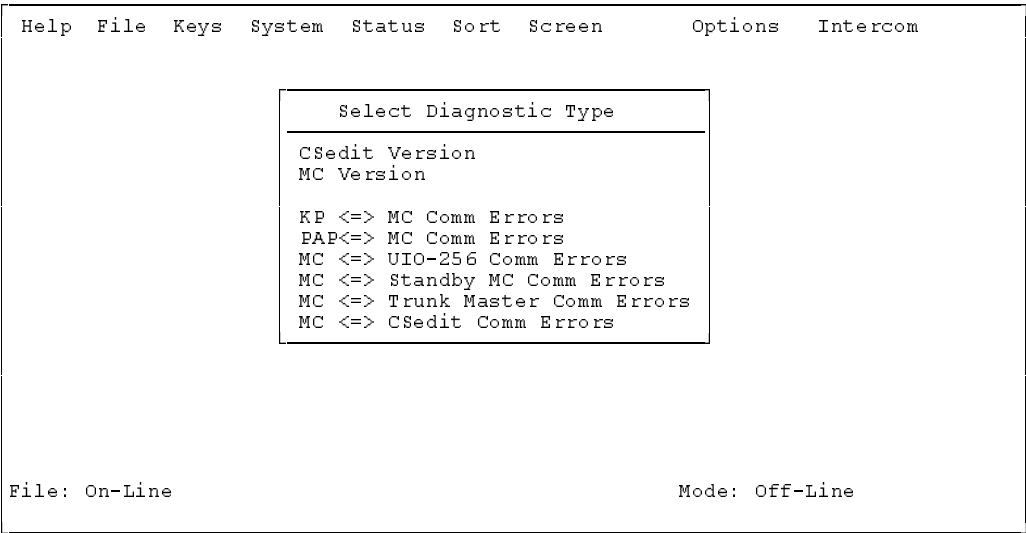 Help File Keys System Status Sort Screen Options Intercom
Select Diagnostic Type
CSedit Version
MC Version
KP <=> MC Comm Errors
PAP<=> MC Comm Errors
MC <=> UIO-256 Comm Errors
MC <=> Standby MC Comm Errors
MC <=> Trunk Master Comm Errors
MC <=> CSedit Comm Errors
File: On-Line Mode: Off-Line